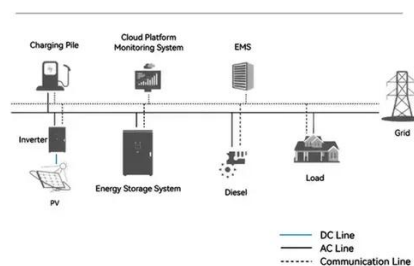 Charging Pile
Cloud Platform
Monitoring System
EMS
Grid
Inverter
PV
Energy Storage System
Diesel
Load
DC Line
AC Line
Communication Line